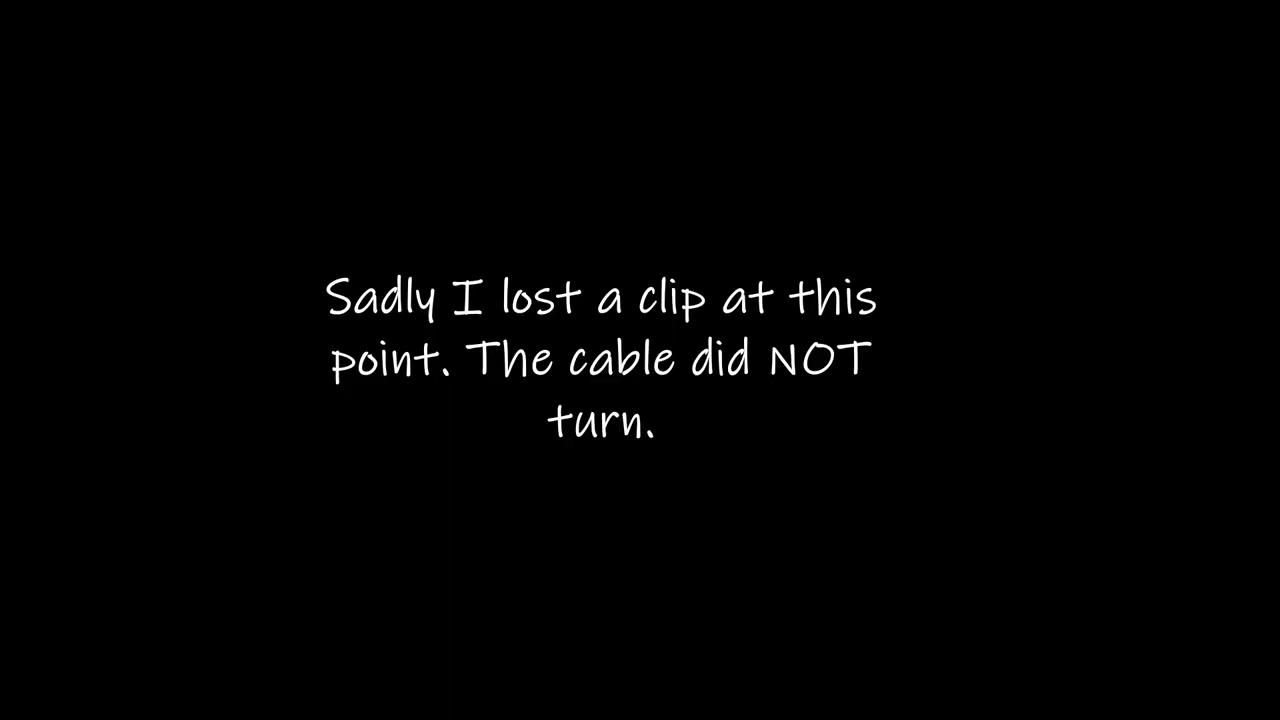 Sadly I lost a clip at this
point. The cable did NOT
turn.